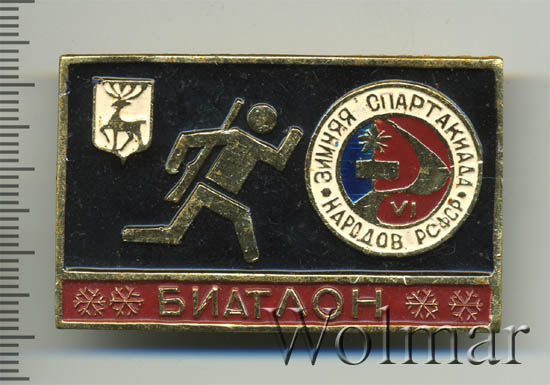 ЗИМНЯЯ СПАРТАКИАДА
НАРОДОВ РСФСР
VI
БИАТЛОН
Wolmar